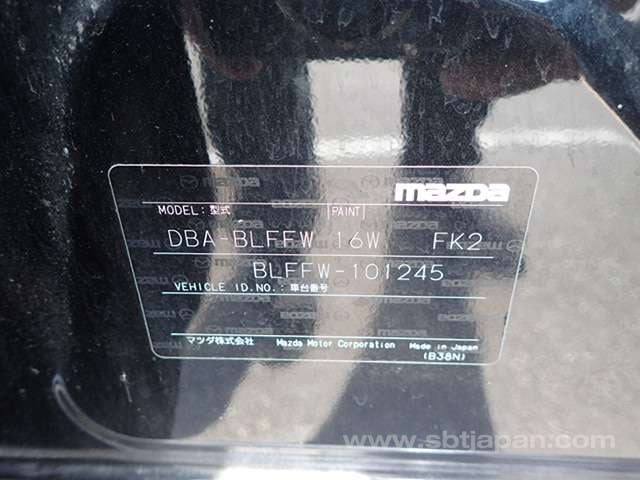 mazda
MODEL: 型式 PAINT
DBA-BLFFW 16W FK2
BLFFW-101245
VEHICLE ID.NO.: 車台番号
マツダ株式会社 Mazda Motor Corporation Made in Japan
(B38N)
www.sbtjapan.com